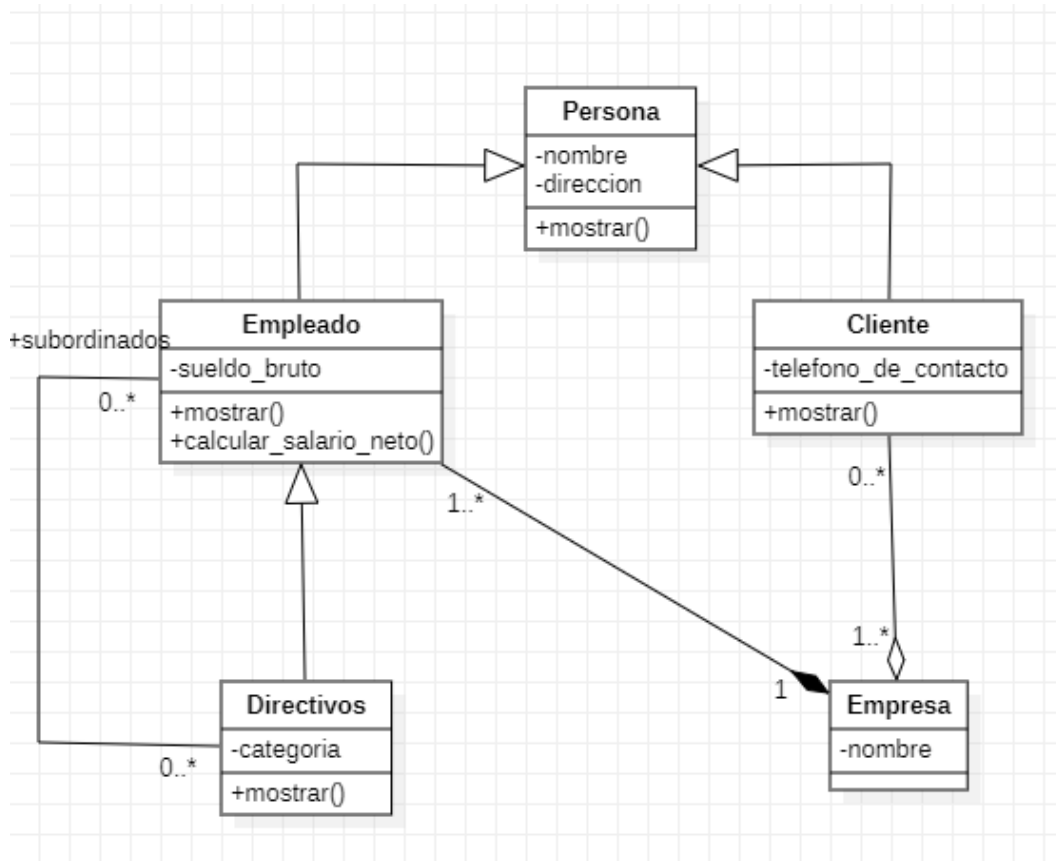 Persona
-nombre
-direccion
+mostrar()
Empleado
-sueldo_bruto
+mostrar()
+calcular_salario_neto()
Cliente
-telefono_de_contacto
+mostrar()
+subordinados
0..*
1..*
0..*
1..*
1
Directivos
-categoria
+mostrar()
0..*
Empresa
-nombre